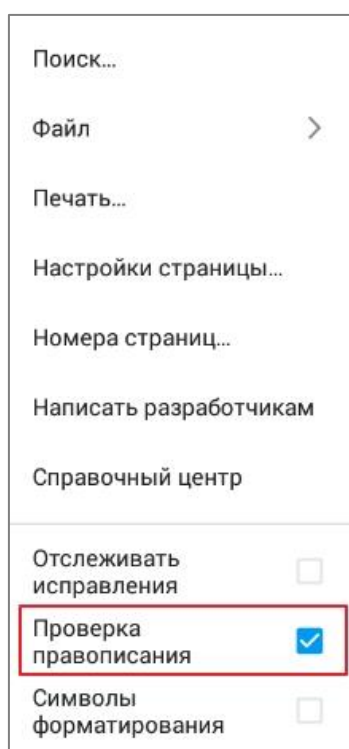 Поиск...
Файл
Печать...
Настройки страницы...
Номера страниц...
Написать разработчикам
Справочный центр
Отслеживать
исправления
Проверка
правописания
Символы
форматирования